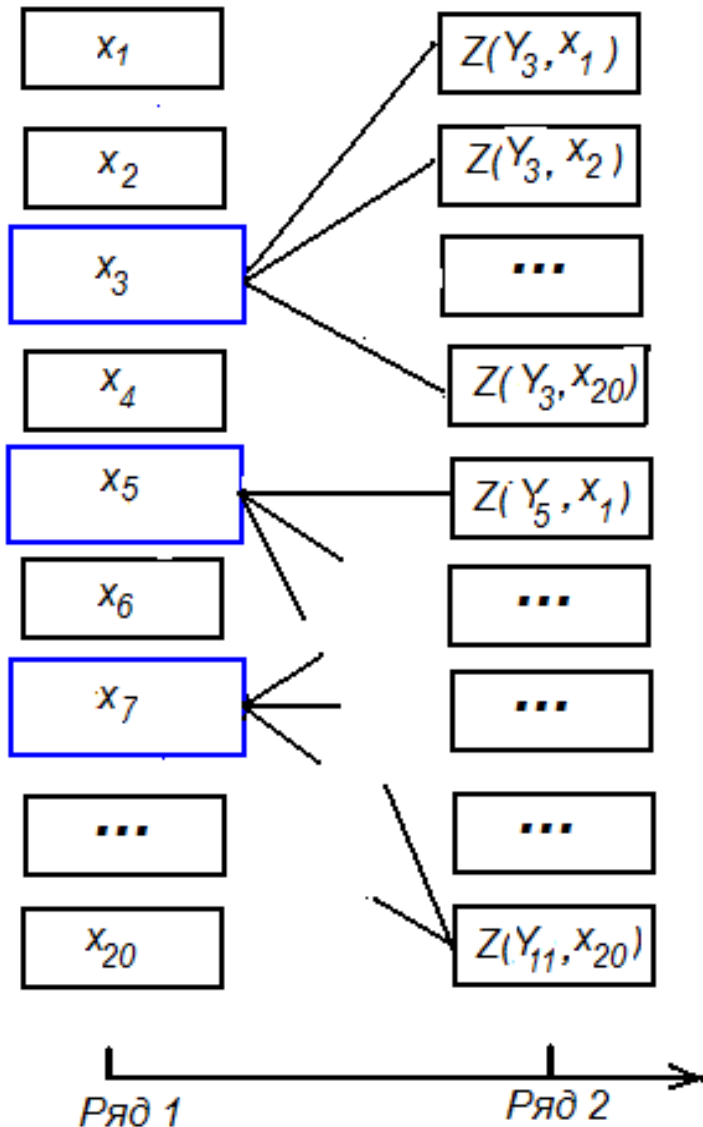 x₁
x₂
x₃
x₄
x₅
x₆
x₇
...
x₂₀
Z(Y₃, x₁)
Z(Y₃, x₂)
...
Z(Y₃, x₂₀)
Z(Y₅, x₁)
...
...
...
Z(Y₁₁, x₂₀)
Ряд 1
Ряд 2